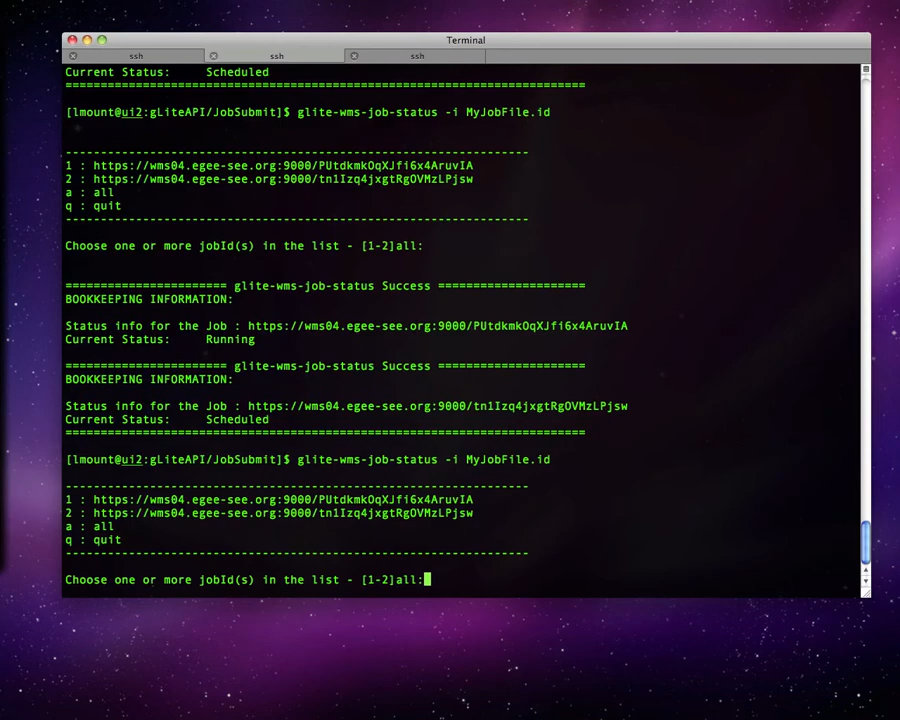 Terminal
ssh ssh ssh
Current Status: Scheduled
==========================================================================
[lmount@ui2:gLiteAPI/JobSubmit]$ glite-wms-job-status -i MyJobFile.id
------------------------------------------------------------------
1 : https://wms04.egee-see.org:9000/PUtdkmkOqXJfi6x4AruvIA
2 : https://wms04.egee-see.org:9000/tn1Izq4jxgtRgOVMzLPjsw
a : all
q : quit
------------------------------------------------------------------
Choose one or more jobId(s) in the list - [1-2]all:
======================= glite-wms-job-status Success =====================
BOOKKEEPING INFORMATION:
Status info for the Job : https://wms04.egee-see.org:9000/PUtdkmkOqXJfi6x4AruvIA
Current Status: Running
======================= glite-wms-job-status Success =====================
BOOKKEEPING INFORMATION:
Status info for the Job : https://wms04.egee-see.org:9000/tn1Izq4jxgtRgOVMzLPjsw
Current Status: Scheduled
==========================================================================
[lmount@ui2:gLiteAPI/JobSubmit]$ glite-wms-job-status -i MyJobFile.id
------------------------------------------------------------------
1 : https://wms04.egee-see.org:9000/PUtdkmkOqXJfi6x4AruvIA
2 : https://wms04.egee-see.org:9000/tn1Izq4jxgtRgOVMzLPjsw
a : all
q : quit
------------------------------------------------------------------
Choose one or more jobId(s) in the list - [1-2]all: